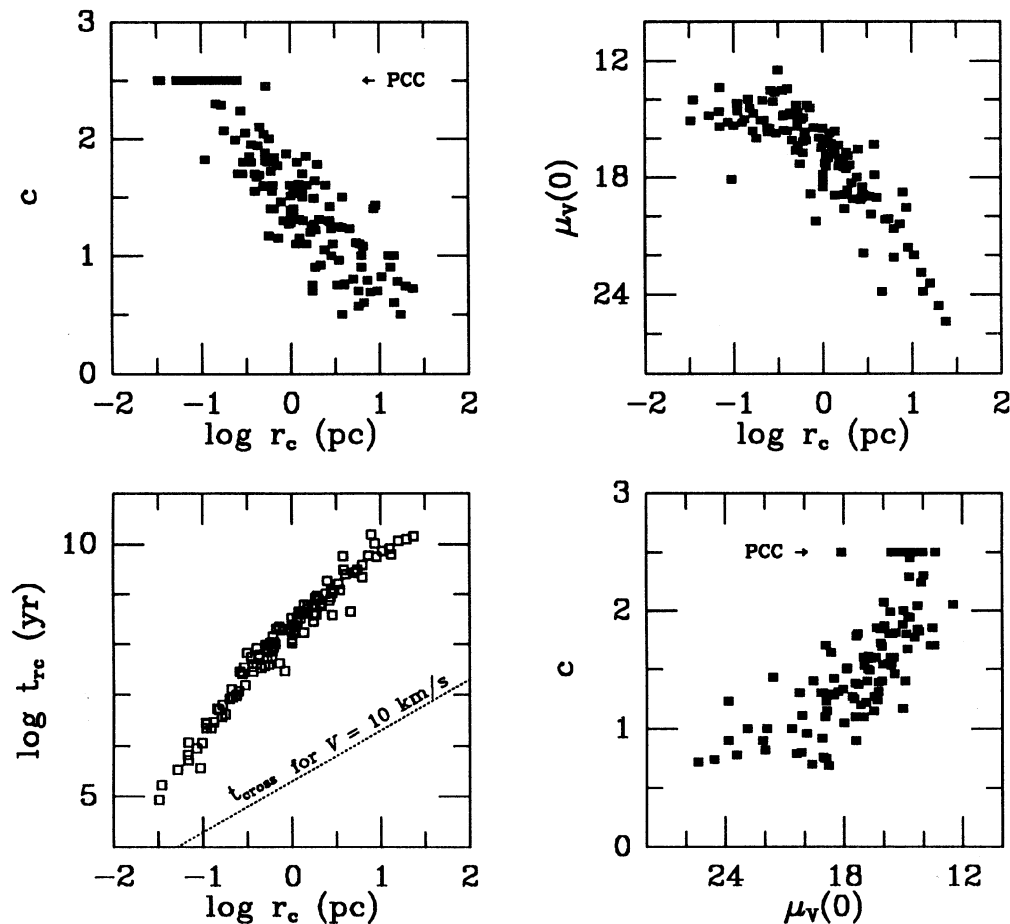 3
2
1
0
c
← PCC
−2 −1 0 1 2
log r_c (pc)
12
18
24
μ_V(0)
−2 −1 0 1 2
log r_c (pc)
10
5
log t_rc (yr)
t_cross for V = 10 km/s
−2 −1 0 1 2
log r_c (pc)
3
2
1
0
c
PCC →
24 18 12
μ_V(0)